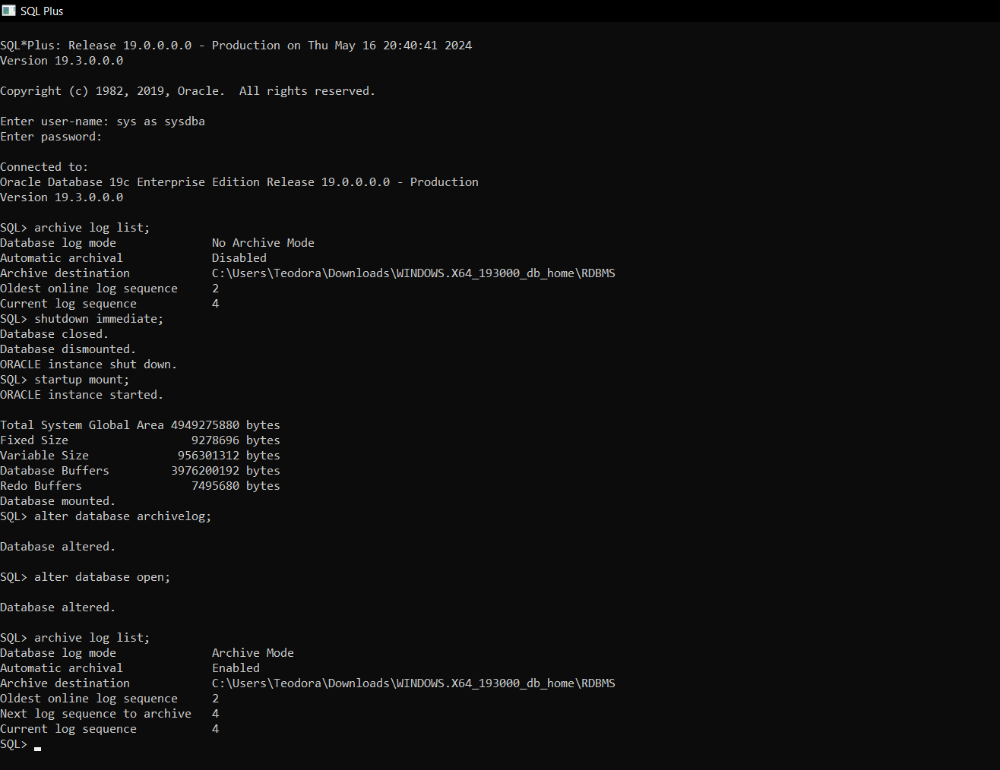 SQL Plus
SQL*Plus: Release 19.0.0.0.0 - Production on Thu May 16 20:40:41 2024
Version 19.3.0.0.0
Copyright (c) 1982, 2019, Oracle.  All rights reserved.
Enter user-name: sys as sysdba
Enter password:
Connected to:
Oracle Database 19c Enterprise Edition Release 19.0.0.0.0 - Production
Version 19.3.0.0.0
SQL> archive log list;
Database log mode              No Archive Mode
Automatic archival             Disabled
Archive destination            C:\Users\Teodora\Downloads\WINDOWS.X64_193000_db_home\RDBMS
Oldest online log sequence     2
Current log sequence           4
SQL> shutdown immediate;
Database closed.
Database dismounted.
ORACLE instance shut down.
SQL> startup mount;
ORACLE instance started.
Total System Global Area 4949275880 bytes
Fixed Size                  9278696 bytes
Variable Size             956301312 bytes
Database Buffers         3976200192 bytes
Redo Buffers                7495680 bytes
Database mounted.
SQL> alter database archivelog;
Database altered.
SQL> alter database open;
Database altered.
SQL> archive log list;
Database log mode              Archive Mode
Automatic archival             Enabled
Archive destination            C:\Users\Teodora\Downloads\WINDOWS.X64_193000_db_home\RDBMS
Oldest online log sequence     2
Next log sequence to archive   4
Current log sequence           4
SQL>